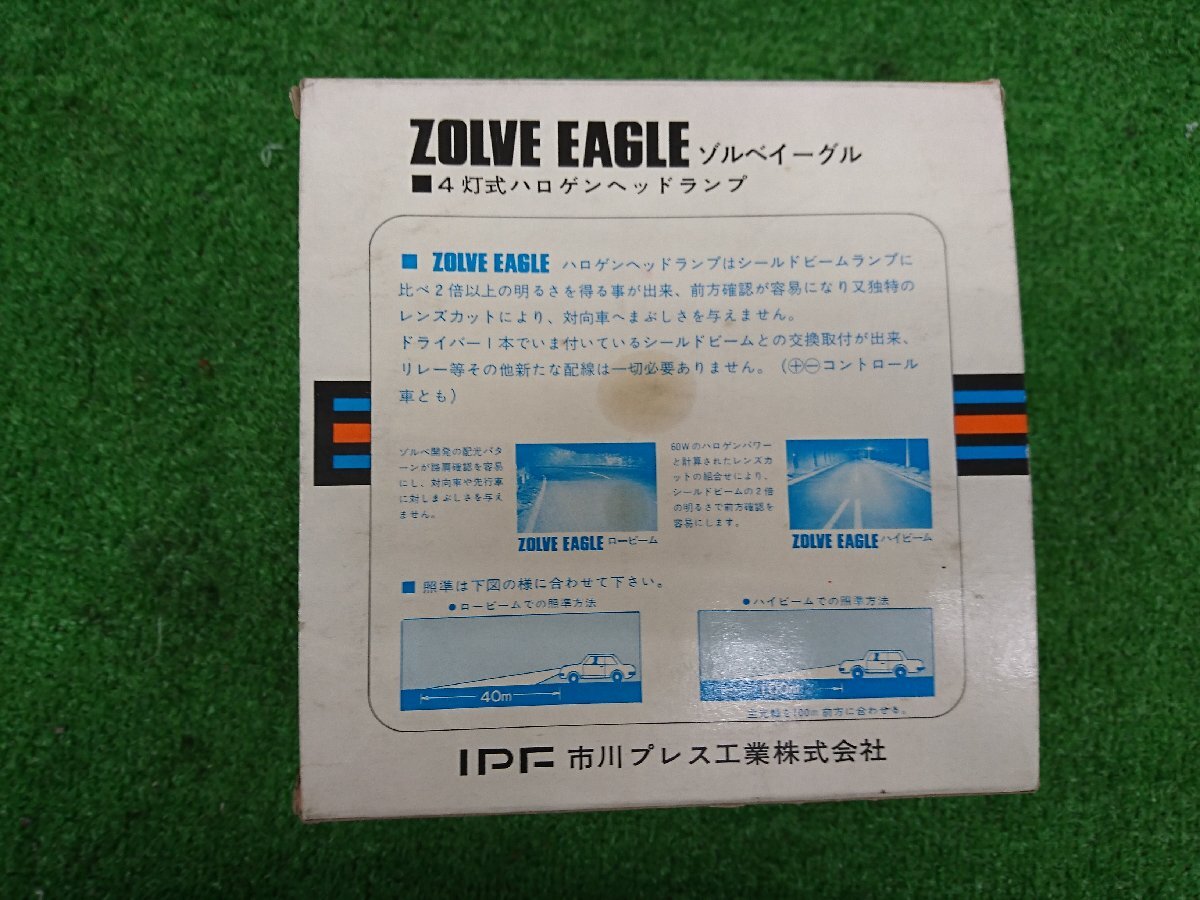 ZOLVE EAGLE ゾルベイーグル
■4灯式ハロゲンヘッドランプ
■ ZOLVE EAGLE ハロゲンヘッドランプはシールドビームランプに
比べ2倍以上の明るさを得る事が出来、前方確認が容易になり又独特の
レンズカットにより、対向車へまぶしさを与えません。
ドライバー1本でいま付いているシールドビームとの交換取付が出来、
リレー等その他新たな配線は一切必要ありません。(⊕⊖コントロール
車とも)
ゾルベ開発の配光パタ
ーンが路肩確認を容易
にし、対向車や先行車
に対しまぶしさを与え
ません。
ZOLVE EAGLE ロービーム
60Wのハロゲンパワー
と計算されたレンズカ
ットの組合せにより、
シールドビームの2倍
の明るさで前方確認を
容易にします。
ZOLVE EAGLE ハイビーム
■ 照準は下図の様に合わせて下さい。
●ロービームでの照準方法
40m
●ハイビームでの照準方法
100m
主光軸を100m前方に合わせる。
IPF 市川プレス工業株式会社